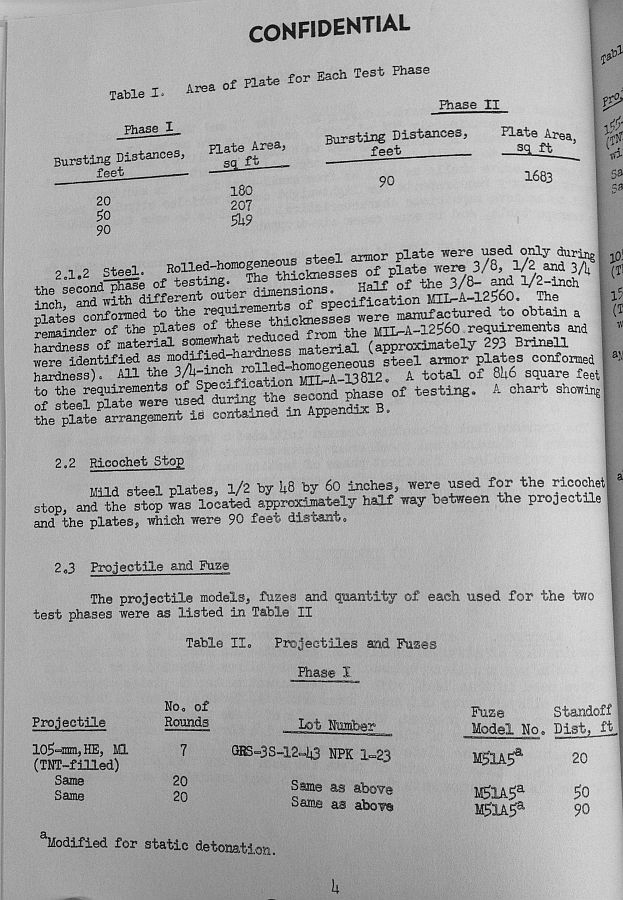 CONFIDENTIAL
Table I. Area of Plate for Each Test Phase
Phase I Phase II
Bursting Distances, feet Plate Area, sq ft Bursting Distances, feet Plate Area, sq ft
20 180 90 1683
50 207
90 549
2.1.2 Steel. Rolled-homogeneous steel armor plate were used only during
the second phase of testing. The thicknesses of plate were 3/8, 1/2 and 3/4
inch, and with different outer dimensions. Half of the 3/8- and 1/2-inch
plates conformed to the requirements of specification MIL-A-12560. The
remainder of the plates of these thicknesses were manufactured to obtain a
hardness of material somewhat reduced from the MIL-A-12560 requirements and
were identified as modified-hardness material (approximately 293 Brinell
hardness). All the 3/4-inch rolled-homogeneous steel armor plates conformed
to the requirements of Specification MIL-A-13812. A total of 846 square feet
of steel plate were used during the second phase of testing. A chart showing
the plate arrangement is contained in Appendix B.
2.2 Ricochet Stop
Mild steel plates, 1/2 by 48 by 60 inches, were used for the ricochet
stop, and the stop was located approximately half way between the projectile
and the plates, which were 90 feet distant.
2.3 Projectile and Fuze
The projectile models, fuzes and quantity of each used for the two
test phases were as listed in Table II
Table II. Projectiles and Fuzes
Phase I
Projectile No. of Rounds Lot Number Fuze Model No. Standoff Dist, ft
105-mm,HE, M1 7 GRS-3S-12-43 NPK 1-23 M51A5a 20
(TNT-filled)
Same 20 Same as above M51A5a 50
Same 20 Same as above M51A5a 90
aModified for static detonation.
4